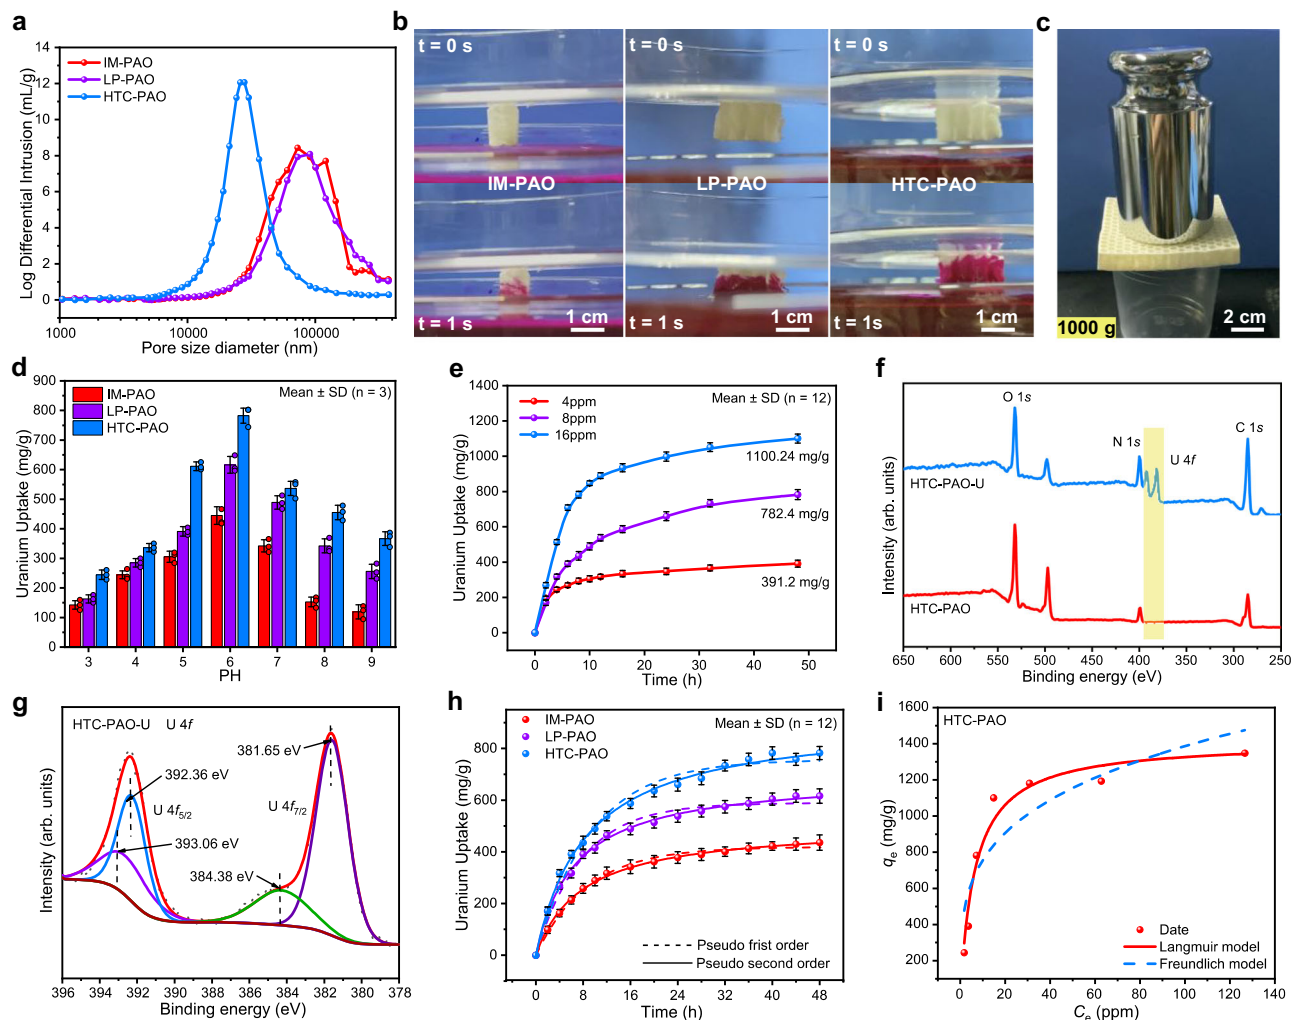 a
14
12
10
8
6
4
2
0
Log Differential Intrusion (mL/g)
IM-PAO
LP-PAO
HTC-PAO
1000
10000
100000
Pore size diameter (nm)
b
t = 0 s
t = 0 s
t = 0 s
IM-PAO
LP-PAO
HTC-PAO
t = 1 s
1 cm
t = 1 s
1 cm
t = 1s
1 cm
c
1000 g
2 cm
d
900
800
700
600
500
400
300
200
100
0
Uranium Uptake (mg/g)
IM-PAO
LP-PAO
HTC-PAO
Mean ± SD (n = 3)
3 4 5 6 7 8 9
PH
e
1400
1200
1000
800
600
400
200
0
Uranium Uptake (mg/g)
4ppm
8ppm
16ppm
Mean ± SD (n = 12)
1100.24 mg/g
782.4 mg/g
391.2 mg/g
0 10 20 30 40 50
Time (h)
f
Intensity (arb. units)
O 1s
N 1s
U 4f
C 1s
HTC-PAO-U
HTC-PAO
650 600 550 500 450 400 350 300 250
Binding energy (eV)
g
HTC-PAO-U U 4f
Intensity (arb. units)
381.65 eV
392.36 eV
U 4f5/2
U 4f7/2
393.06 eV
384.38 eV
396 394 392 390 388 386 384 382 380 378
Binding energy (eV)
h
800
600
400
200
0
Uranium Uptake (mg/g)
IM-PAO
LP-PAO
HTC-PAO
Mean ± SD (n = 12)
Pseudo frist order
Pseudo second order
0 4 8 12 16 20 24 28 32 36 40 44 48
Time (h)
i
HTC-PAO
1600
1400
1200
1000
800
600
400
200
qe (mg/g)
Date
Langmuir model
Freundlich model
0 20 40 60 80 100 120 140
Ce (ppm)